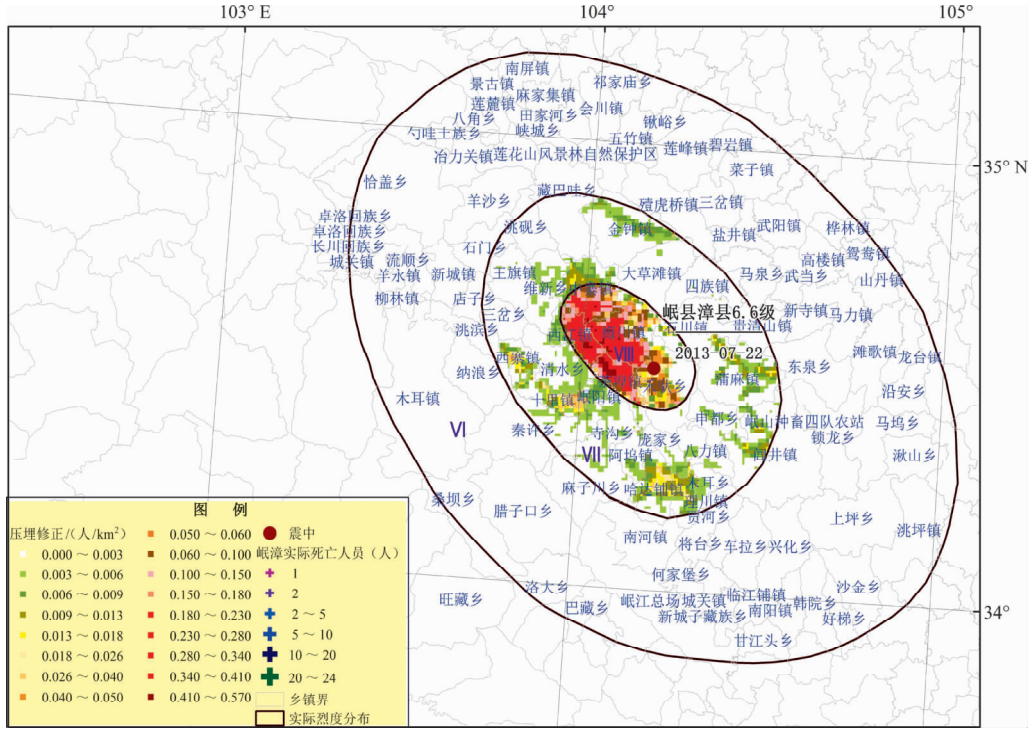 103° E
104°
105°
35° N
34°
南屏镇
景古镇
祁家庙乡
麻家集镇
莲麓镇
会川镇
田家河乡
八角乡
锹峪乡
勺哇土族乡
峡城乡
五竹镇
碧岩镇
莲峰镇
冶力关镇
莲花山风景林自然保护区
菜子镇
恰盖乡
藏巴哇乡
羊沙乡
殪虎桥镇
三岔镇
卓洛回族乡
洮砚乡
金钟镇
盐井镇
武阳镇
桦林镇
卓洛回族乡
长川回族乡
石门乡
鸳鸯镇
城关镇
流顺乡
高楼镇
羊永镇
新城镇
主旗镇
大草滩镇
马泉乡
武当乡
山丹镇
维新乡
四族镇
柳林镇
店子乡
岷县漳县6.6级
新寺镇
马力镇
三岔乡
贵清山镇
洮滨镇
Ⅷ
2013-07-22
滩歌镇
龙台镇
西寨镇
清水乡
东泉乡
纳浪乡
蒲麻镇
沿安乡
木耳镇
十里镇
岷阳镇
申都乡
岷山种畜四队农站
马坞乡
Ⅵ
秦许乡
寺沟乡
庞家乡
锁龙乡
Ⅶ
阿坞镇
八力镇
闾井镇
湫山乡
麻子川乡
哈达铺镇
木耳乡
理川镇
桑坝乡
腊子口乡
贾河乡
上坪乡
洮坪镇
南河镇
将台乡
车拉乡
兴化乡
何家堡乡
洛大乡
沙金乡
旺藏乡
巴藏乡
岷江总场
城关镇
临江铺镇
韩院乡
新城子藏族乡
南阳镇
好梯乡
甘江头乡
图 例
压埋修正/(人/km²)
0.000～0.003
0.003～0.006
0.006～0.009
0.009～0.013
0.013～0.018
0.018～0.026
0.026～0.040
0.040～0.050
0.050～0.060
0.060～0.100
0.100～0.150
0.150～0.180
0.180～0.230
0.230～0.280
0.280～0.340
0.340～0.410
0.410～0.570
震中
岷漳实际死亡人员（人）
1
2
2～5
5～10
10～20
20～24
乡镇界
实际烈度分布